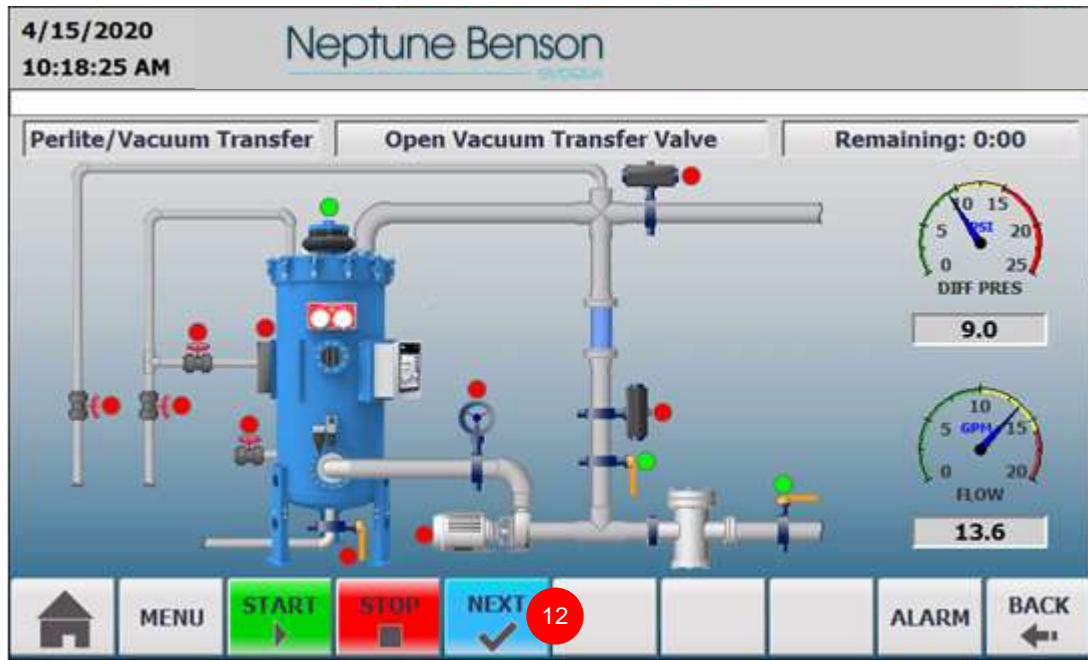 4/15/2020
10:18:25 AM
Neptune Benson
EVOQUA
Perlite/Vacuum Transfer
Open Vacuum Transfer Valve
Remaining: 0:00
0 5 10 15 20 25
PSI
DIFF PRES
9.0
0 5 10 15 20
GPM
FLOW
13.6
MENU
START
STOP
NEXT
12
ALARM
BACK